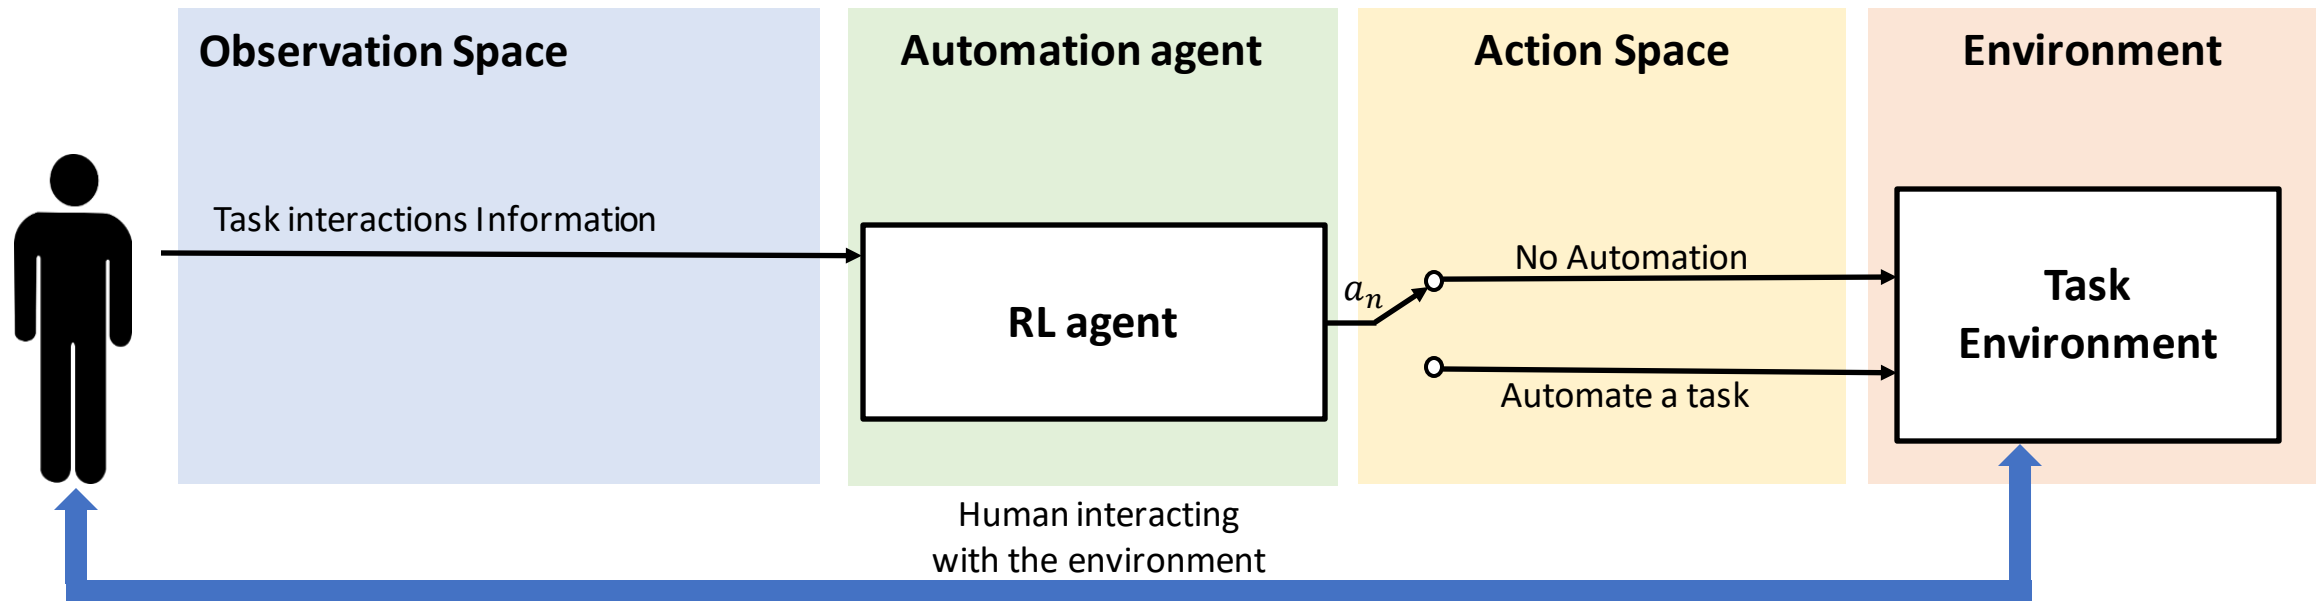 Observation Space
Automation agent
Action Space
Environment
Task interactions Information
RL agent
aₙ
No Automation
Automate a task
Task
Environment
Human interacting
with the environment